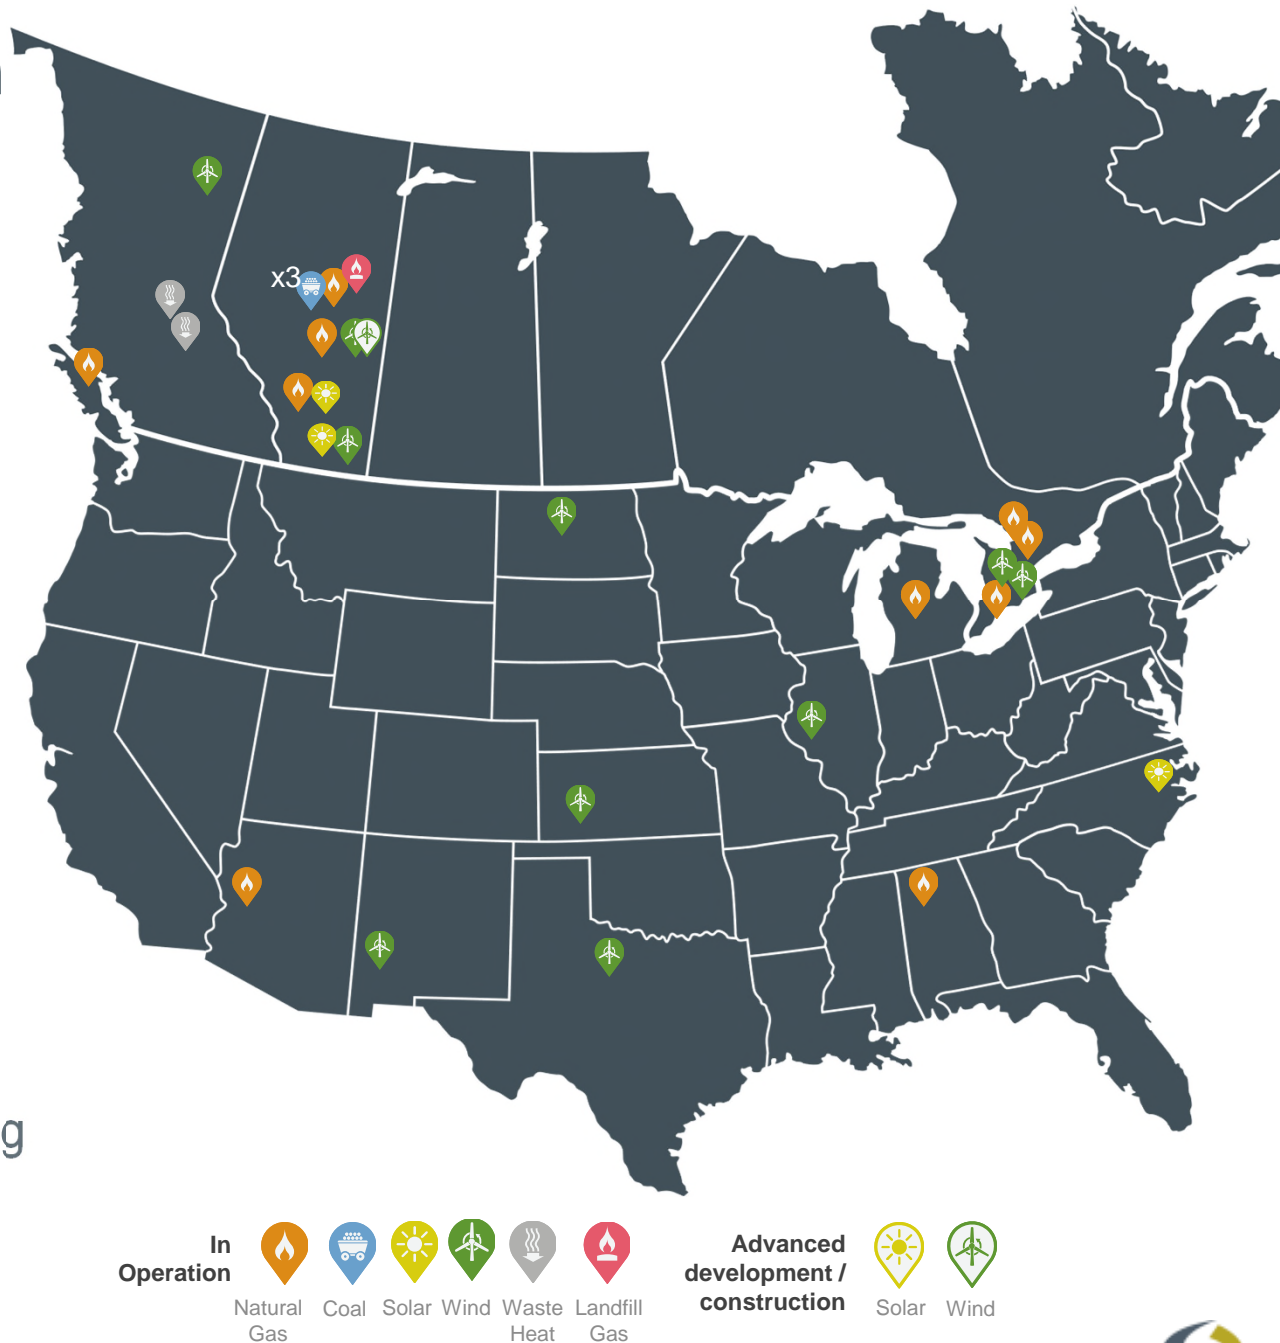 x3
g
In
Operation
Natural
Gas
Coal
Solar
Wind
Waste
Heat
Landfill
Gas
Advanced
development /
construction
Solar
Wind